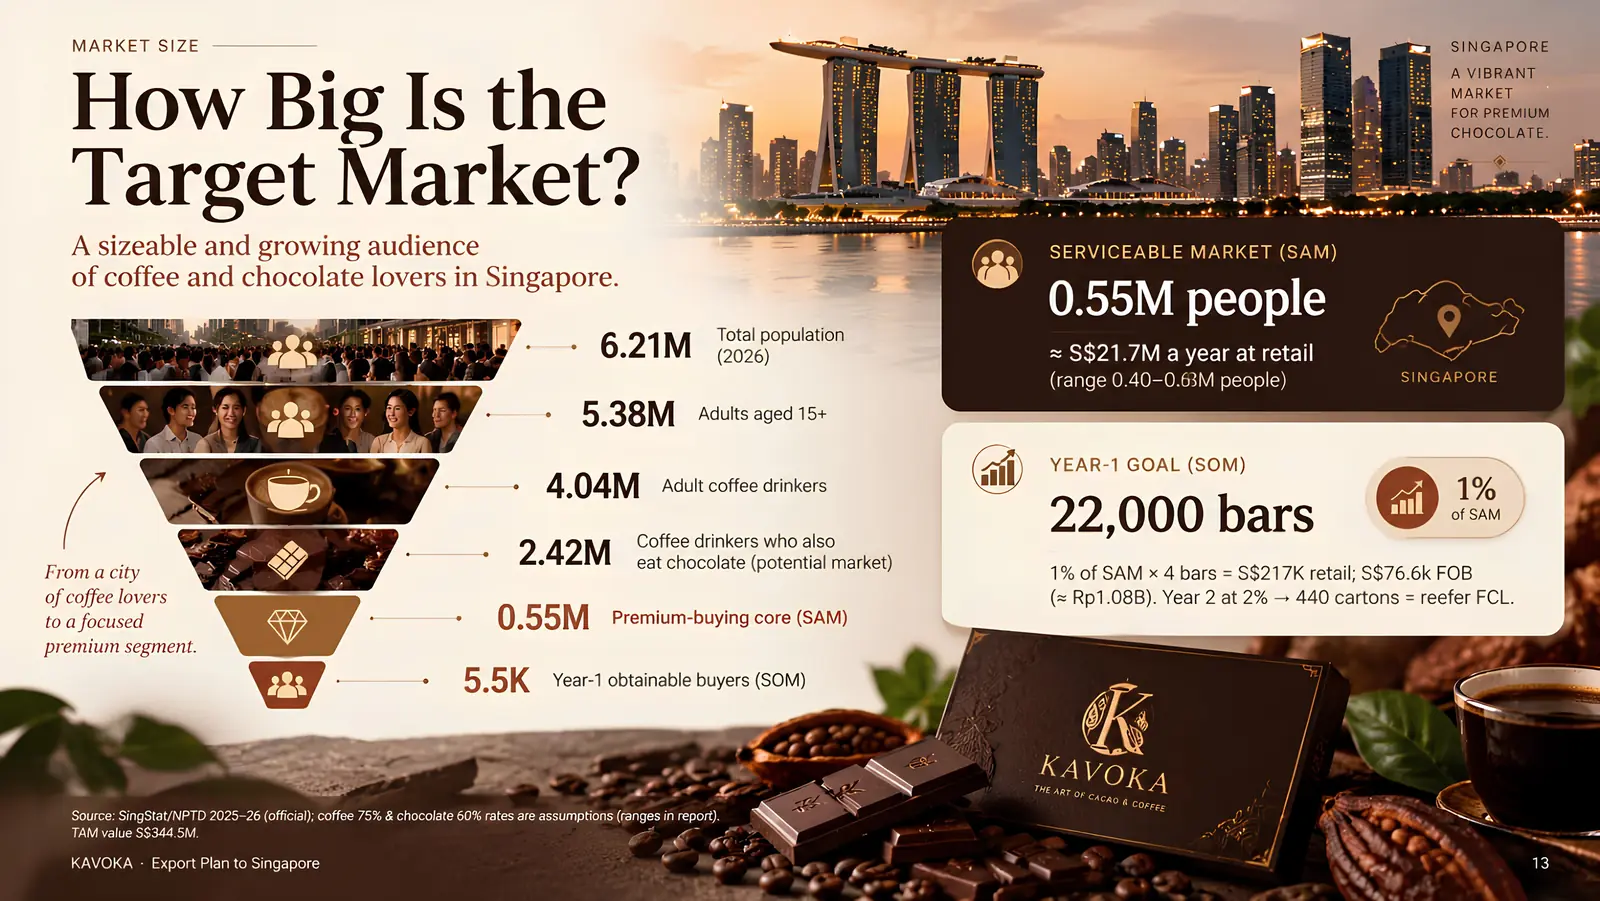 MARKET SIZE
How Big Is the
Target Market?
A sizeable and growing audience
of coffee and chocolate lovers in Singapore.
SINGAPORE
A VIBRANT
MARKET
FOR PREMIUM
CHOCOLATE.
6.21M
Total population
(2026)
5.38M Adults aged 15+
4.04M Adult coffee drinkers
2.42M
Coffee drinkers who also
eat chocolate (potential market)
0.55M Premium-buying core (SAM)
5.5K Year-1 obtainable buyers (SOM)
From a city
of coffee lovers
to a focused
premium segment.
SERVICEABLE MARKET (SAM)
0.55M people
≈ S$21.7M a year at retail
(range 0.40–0.63M people)
SINGAPORE
YEAR-1 GOAL (SOM)
22,000 bars
1%
of SAM
1% of SAM × 4 bars = S$217K retail; S$76.6k FOB
(≈ Rp1.08B). Year 2 at 2% → 440 cartons = reefer FCL.
KAVOKA
THE ART OF CACAO & COFFEE
Source: SingStat/NPTD 2025–26 (official); coffee 75% & chocolate 60% rates are assumptions (ranges in report).
TAM value S$344.5M.
KAVOKA · Export Plan to Singapore
13